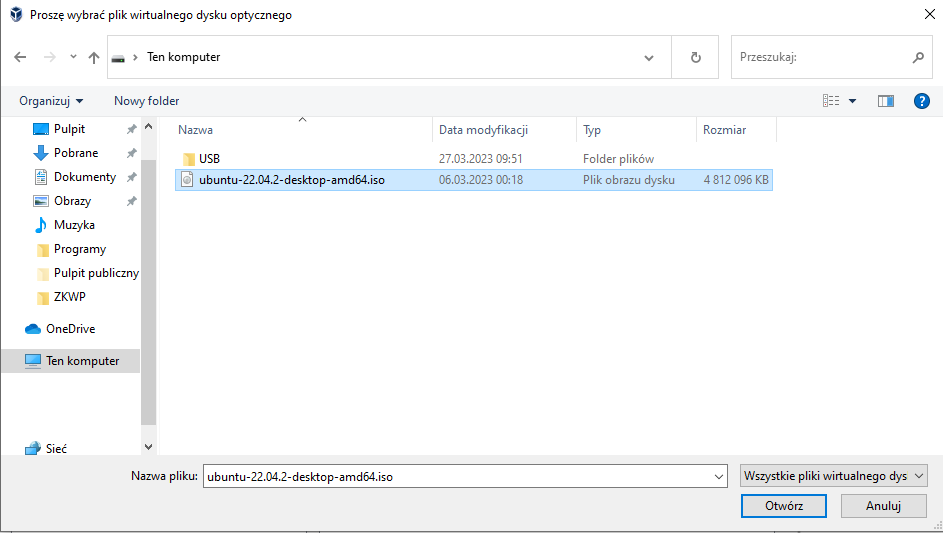 Proszę wybrać plik wirtualnego dysku optycznego
Ten komputer
Przeszukaj:
Organizuj
New folder
Pulpit
Pobrane
Dokumenty
Obrazy
Muzyka
Programy
Pulpit publiczny
ZKWP
OneDrive
Ten komputer
Sieć
Nazwa Data modyfikacji Typ Rozmiar
USB 27.03.2023 09:51 Folder plików
ubuntu-22.04.2-desktop-amd64.iso 06.03.2023 00:18 Plik obrazu dysku 4 812 096 KB
Nazwa pliku: ubuntu-22.04.2-desktop-amd64.iso Wszystkie pliki wirtualnego dys
Otwórz Anuluj